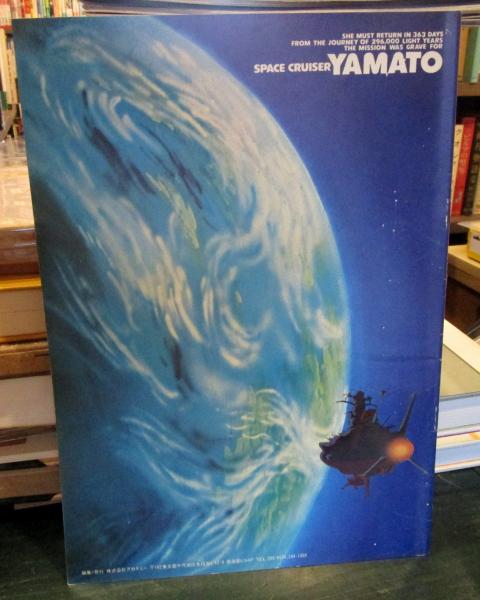 SHE MUST RETURN IN 363 DAYS
FROM THE JOURNEY OF 296,000 LIGHT YEARS
THE MISSION WAS GRAVE FOR
SPACE CRUISER YAMATO